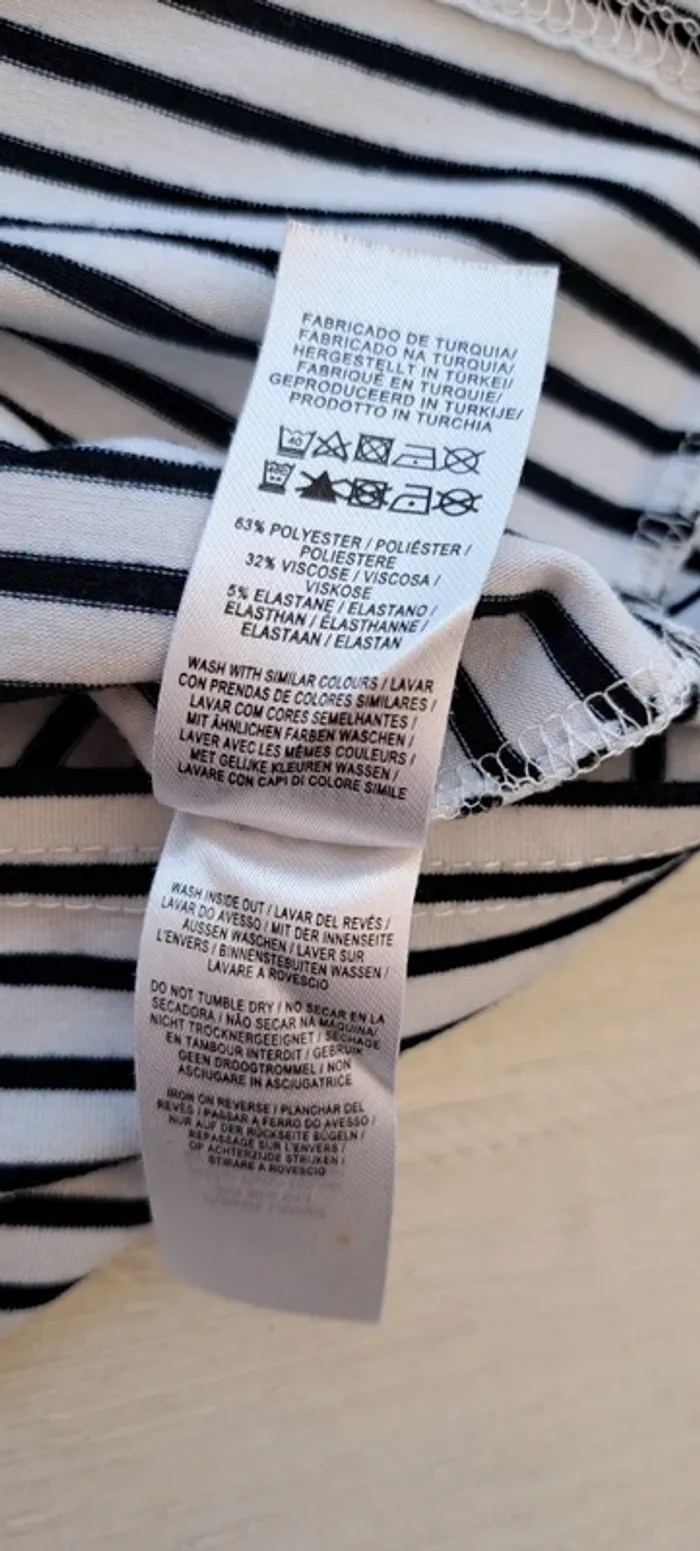 FABRICADO DE TURQUIA/
FABRICADO NA TURQUIA/
HERGESTELLT IN TÜRKEI/
FABRIQUÉ EN TURQUIE/
GEPRODUCEERD IN TURKIJE/
PRODOTTO IN TURCHIA
40
63% POLYESTER / POLIÉSTER /
POLIESTERE
32% VISCOSE / VISCOSA /
VISKOSE
5% ELASTANE / ELASTANO /
ELASTHAN / ÉLASTHANNE /
ELASTAAN / ELASTAN
WASH WITH SIMILAR COLOURS / LAVAR
CON PRENDAS DE COLORES SIMILARES /
LAVAR COM CORES SEMELHANTES /
MIT ÄHNLICHEN FARBEN WASCHEN /
LAVER AVEC LES MÊMES COULEURS /
MET GELIJKE KLEUREN WASSEN /
LAVARE CON CAPI DI COLORE SIMILE
WASH INSIDE OUT / LAVAR DEL REVÉS /
LAVAR DO AVESSO / MIT DER INNENSEITE
AUSSEN WASCHEN / LAVER SUR
L'ENVERS / BINNENSTEBUITEN WASSEN /
LAVARE A ROVESCIO
DO NOT TUMBLE DRY / NO SECAR EN LA
SECADORA / NÃO SECAR NA MÁQUINA/
NICHT TROCKNERGEEIGNET / SÉCHAGE
EN TAMBOUR INTERDIT / GEBRUIK
GEEN DROOGTROMMEL / NON
ASCIUGARE IN ASCIUGATRICE
IRON ON REVERSE / PLANCHAR DEL
REVÉS / PASSAR A FERRO DO AVESSO /
NUR AUF DER RÜCKSEITE BÜGELN /
REPASSAGE SUR L'ENVERS /
OP ACHTERZIJDE STRIJKEN /
STIRARE A ROVESCIO